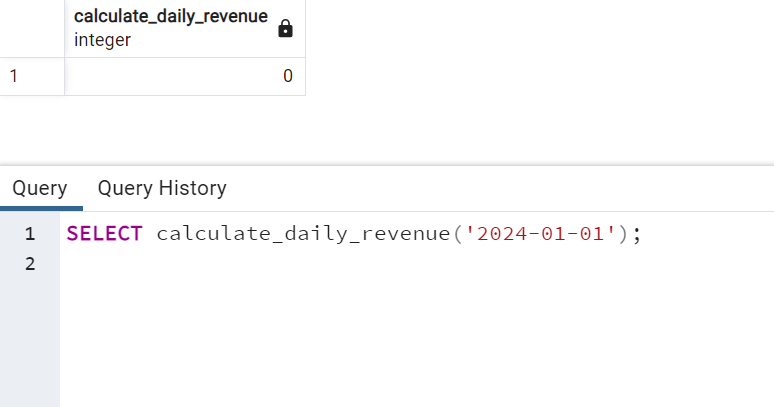 calculate_daily_revenue
integer
1 0
Query Query History
1 SELECT calculate_daily_revenue('2024-01-01');
2